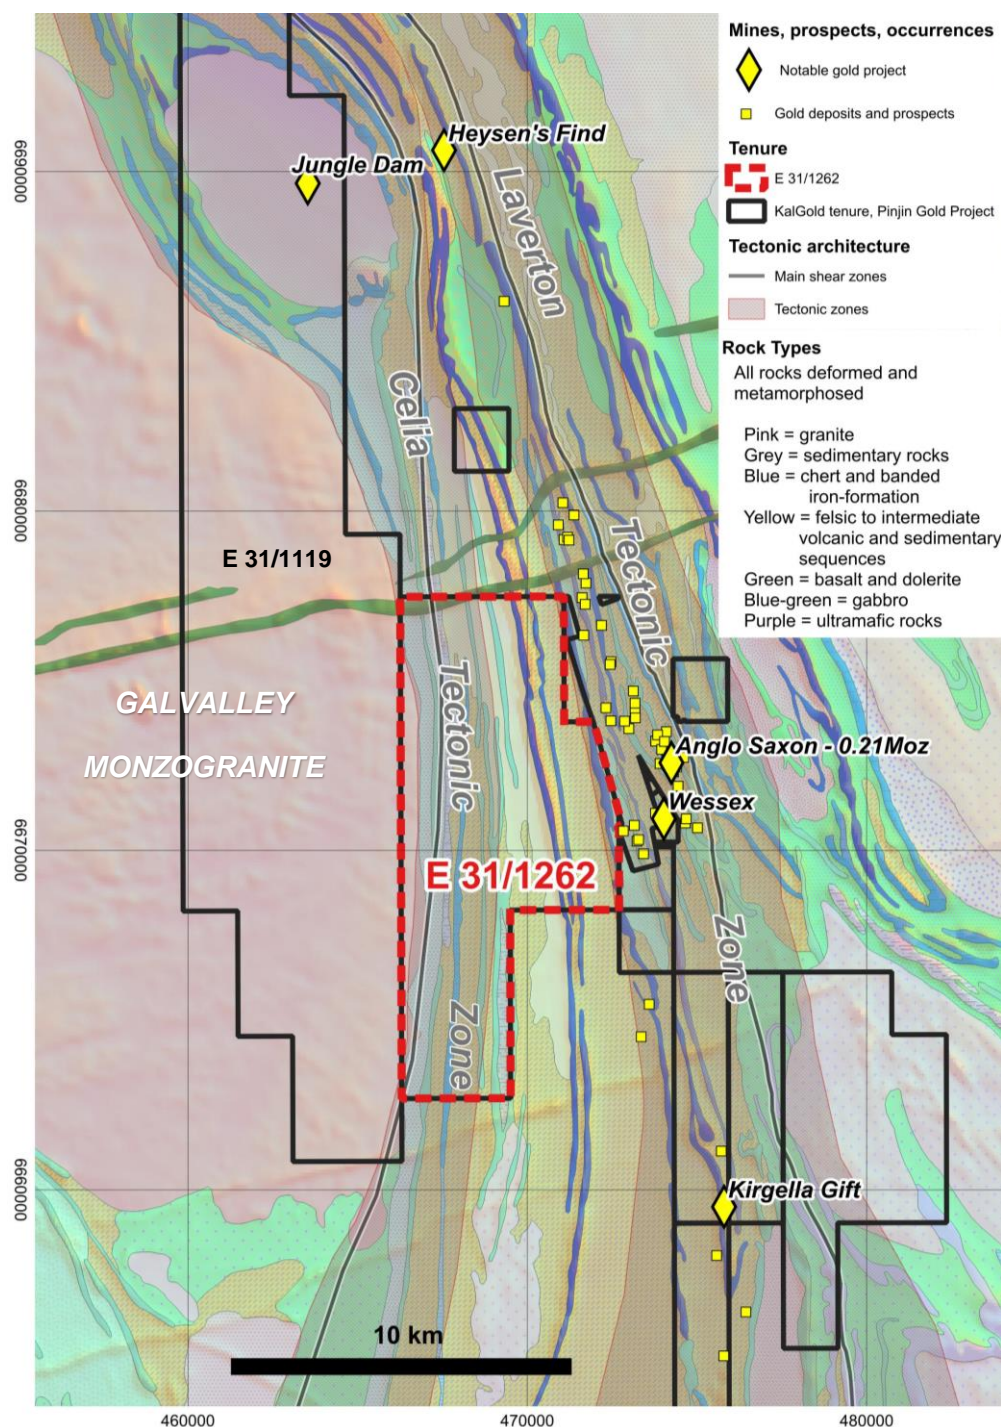 Mines, prospects, occurrences
Notable gold project
Gold deposits and prospects
Tenure
E 31/1262
KalGold tenure, Pinjin Gold Project
Tectonic architecture
Main shear zones
Tectonic zones
Rock Types
All rocks deformed and
metamorphosed
Pink = granite
Grey = sedimentary rocks
Blue = chert and banded
iron-formation
Yellow = felsic to intermediate
volcanic and sedimentary
sequences
Green = basalt and dolerite
Blue-green = gabbro
Purple = ultramafic rocks
Heysen's Find
Jungle Dam
Laverton
Tectonic
Zone
Celia
Tectonic
Zone
E 31/1119
GALVALLEY
MONZOGRANITE
Anglo Saxon - 0.21Moz
Wessex
E 31/1262
Kirgella Gift
10 km
6690000
6680000
6670000
6660000
460000
470000
480000